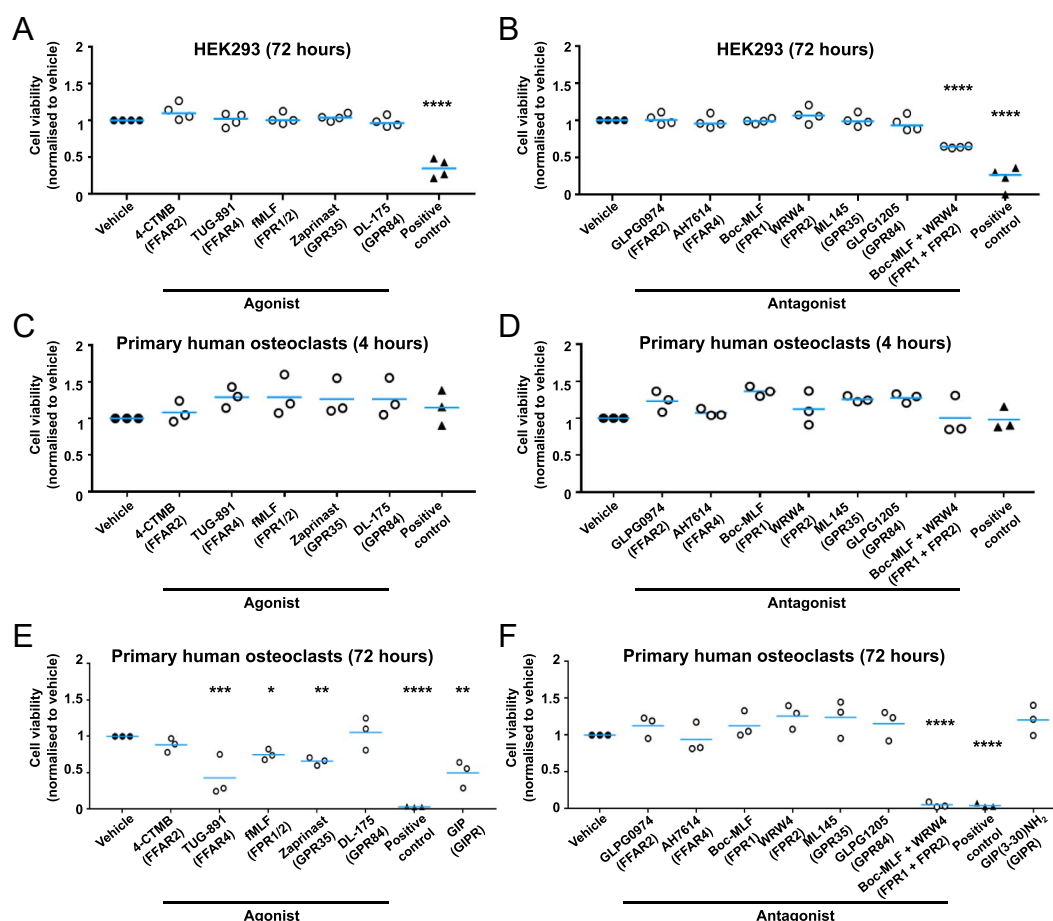 A
HEK293 (72 hours)
Cell viability
(normalised to vehicle)
2
1.5
1
0.5
0
****
Vehicle
4-CTMB
(FFAR2)
TUG-891
(FFAR4)
fMLF
(FPR1/2)
Zaprinast
(GPR35)
DL-175
(GPR84)
Positive
control
Agonist
B
HEK293 (72 hours)
Cell viability
(normalised to vehicle)
2
1.5
1
0.5
0
****
****
Vehicle
GLPG0974
(FFAR2)
AH7614
(FFAR4)
Boc-MLF
(FPR1)
WRW4
(FPR2)
ML145
(GPR35)
GLPG1205
(GPR84)
Boc-MLF + WRW4
(FPR1 + FPR2)
Positive
control
Antagonist
C
Primary human osteoclasts (4 hours)
Cell viability
(normalised to vehicle)
2
1.5
1
0.5
0
Vehicle
4-CTMB
(FFAR2)
TUG-891
(FFAR4)
fMLF
(FPR1/2)
Zaprinast
(GPR35)
DL-175
(GPR84)
Positive
control
Agonist
D
Primary human osteoclasts (4 hours)
Cell viability
(normalised to vehicle)
2
1.5
1
0.5
0
Vehicle
GLPG0974
(FFAR2)
AH7614
(FFAR4)
Boc-MLF
(FPR1)
WRW4
(FPR2)
ML145
(GPR35)
GLPG1205
(GPR84)
Boc-MLF + WRW4
(FPR1 + FPR2)
Positive
control
Antagonist
E
Primary human osteoclasts (72 hours)
Cell viability
(normalised to vehicle)
2
1.5
1
0.5
0
***
*
**
****
**
Vehicle
4-CTMB
(FFAR2)
TUG-891
(FFAR4)
fMLF
(FPR1/2)
Zaprinast
(GPR35)
DL-175
(GPR84)
Positive
control
GIP
(GIPR)
Agonist
F
Primary human osteoclasts (72 hours)
Cell viability
(normalised to vehicle)
2
1.5
1
0.5
0
****
****
Vehicle
GLPG0974
(FFAR2)
AH7614
(FFAR4)
Boc-MLF
(FPR1)
WRW4
(FPR2)
ML145
(GPR35)
GLPG1205
(GPR84)
Boc-MLF + WRW4
(FPR1 + FPR2)
Positive
control
GIP(3-30)NH2
(GIPR)
Antagonist